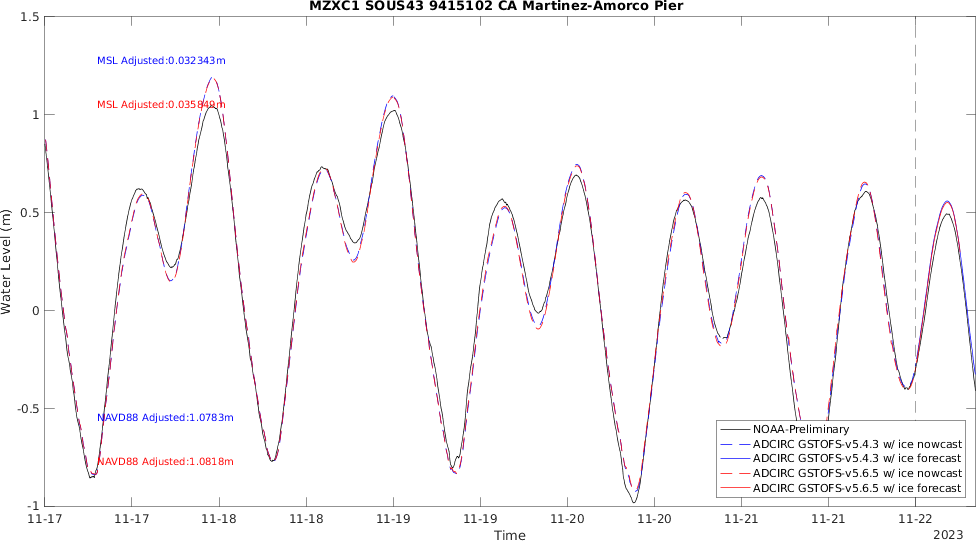 MZXC1 SOUS43 9415102 CA Martinez-Amorco Pier
1.5
MSL Adjusted:0.032343m
MSL Adjusted:0.035849m
1
0.5
Water Level (m)
0
-0.5
NAVD88 Adjusted:1.0783m
NAVD88 Adjusted:1.0818m
NOAA-Preliminary
ADCIRC GSTOFS-v5.4.3 w/ ice nowcast
ADCIRC GSTOFS-v5.4.3 w/ ice forecast
ADCIRC GSTOFS-v5.6.5 w/ ice nowcast
ADCIRC GSTOFS-v5.6.5 w/ ice forecast
-1
11-17 11-17 11-18 11-18 11-19 11-19 11-20 11-20 11-21 11-21 11-22
Time
2023